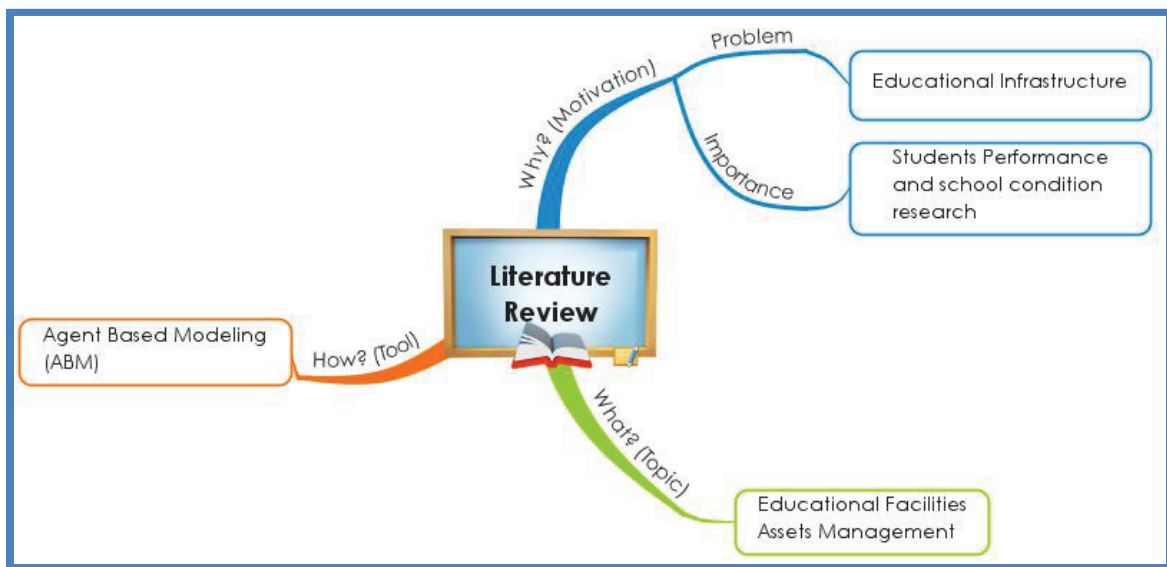 Problem
Educational Infrastructure
Why? (Motivation)
Importance
Students Performance
and school condition
research
Literature
Review
Agent Based Modeling
(ABM)
How? (Tool)
What? (Topic)
Educational Facilities
Assets Management